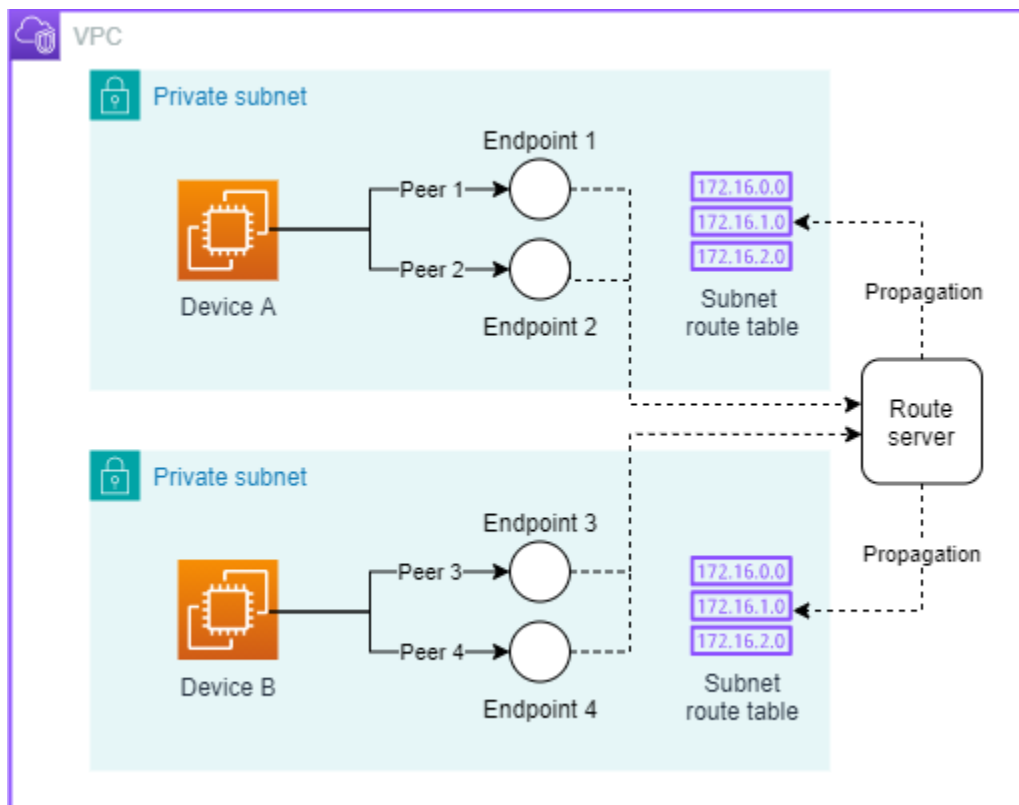 VPC
Private subnet
Endpoint 1
Peer 1
Peer 2
Endpoint 2
Device A
172.16.0.0
172.16.1.0
172.16.2.0
Subnet
route table
Propagation
Route
server
Propagation
Private subnet
Endpoint 3
Peer 3
Peer 4
Endpoint 4
Device B
172.16.0.0
172.16.1.0
172.16.2.0
Subnet
route table